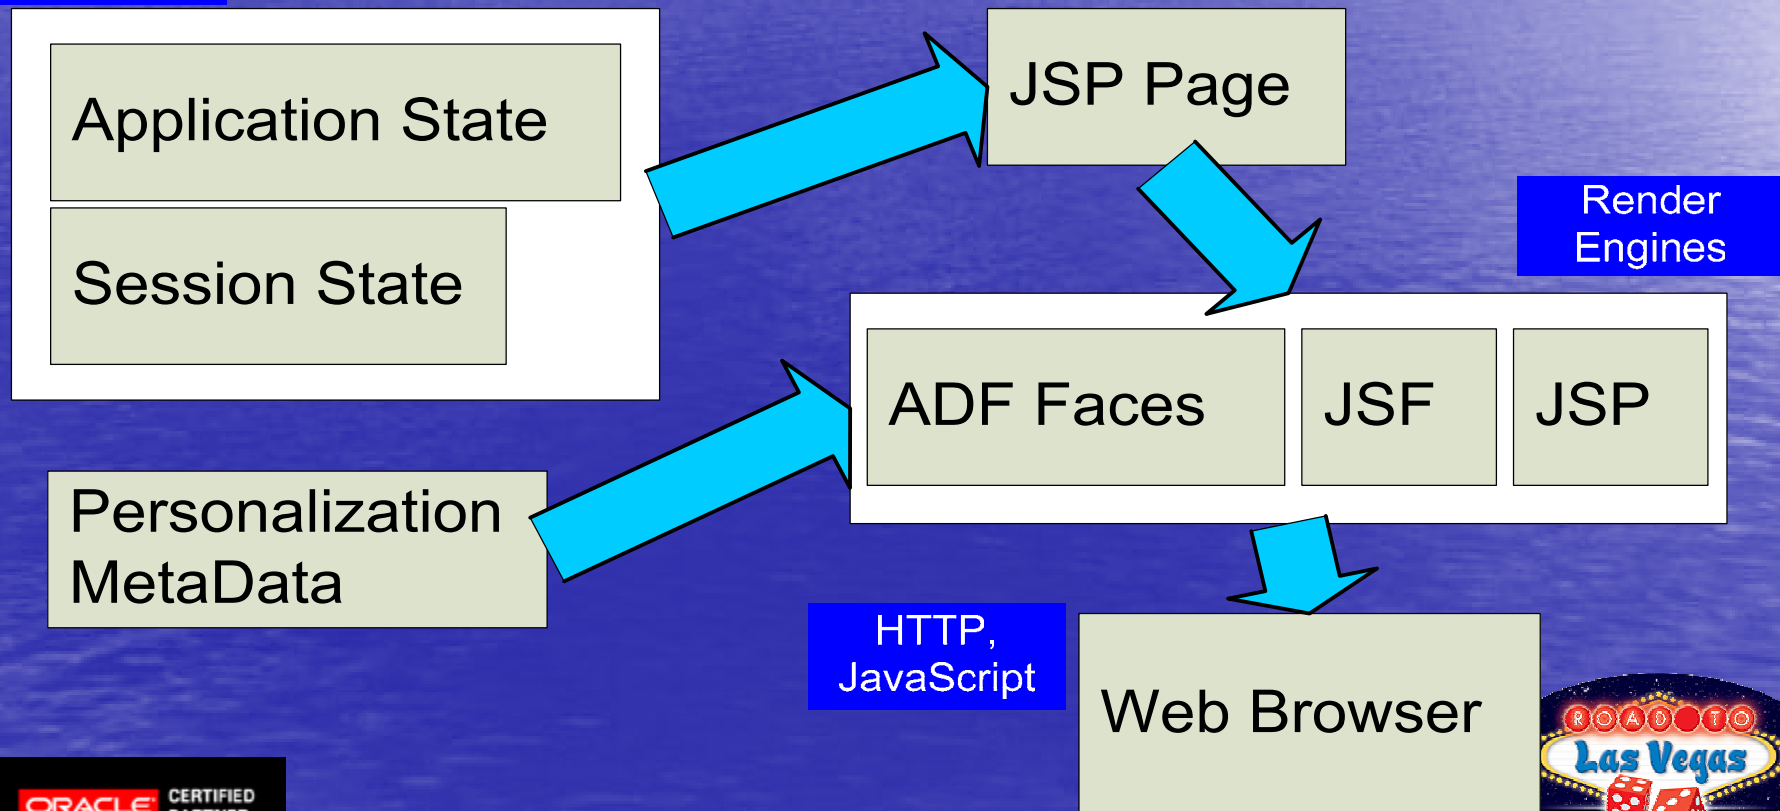 Application State
Session State
JSP Page
Render
Engines
ADF Faces
JSF
JSP
Personalization
MetaData
HTTP,
JavaScript
Web Browser
ROAD TO
Las Vegas
ORACLE
CERTIFIED